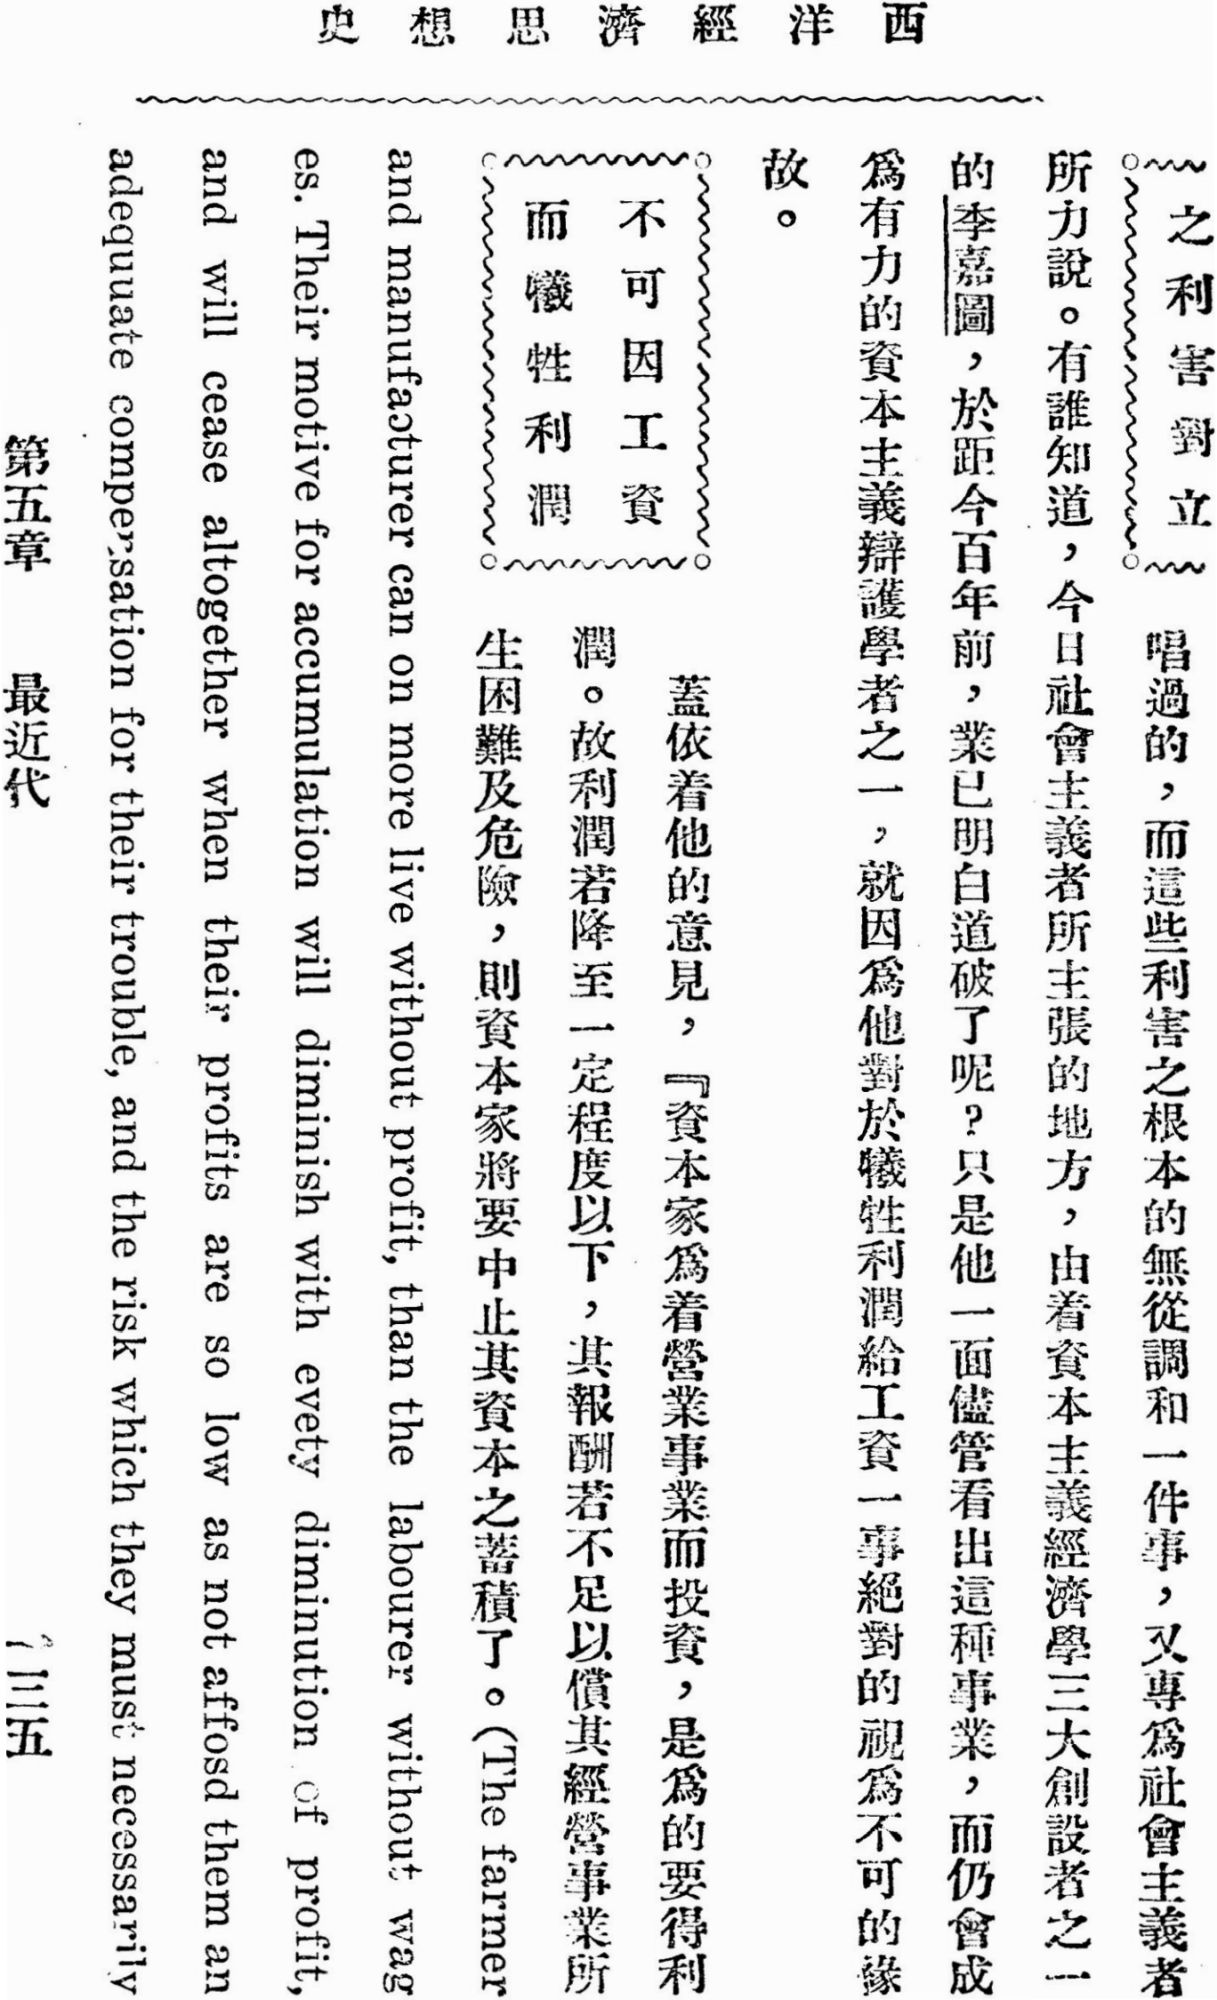 西洋經濟思想史
之利害對立
唱過的，而這些利害之根本的無從調和一件事，又專爲社會主義者
所力說。有誰知道，今日社會主義者所主張的地方，由着資本主義經濟學三大創設者之一
的李嘉圖，於距今百年前，業已明白道破了呢？只是他一面儘管看出這種事業，而仍會成
爲有力的資本主義辯護學者之一，就因爲他對於犧牲利潤給工資一事絕對的視爲不可的緣
故。
不可因工資
而犧牲利潤
蓋依着他的意見，『資本家爲着營業事業而投資，是爲的要得利
潤。故利潤若降至一定程度以下，其報酬若不足以償其經營事業所
生困難及危險，則資本家將要中止其資本之蓄積了。(The farmer
and manufacturer can on more live without profit, than the labourer without wag
es. Their motive for accumulation will diminish with evety diminution of profit,
and will cease altogether when their profits are so low as not affosd them an
adequuate compensation for their trouble, and the risk which they must necessarily
第五章 最近代
一三五